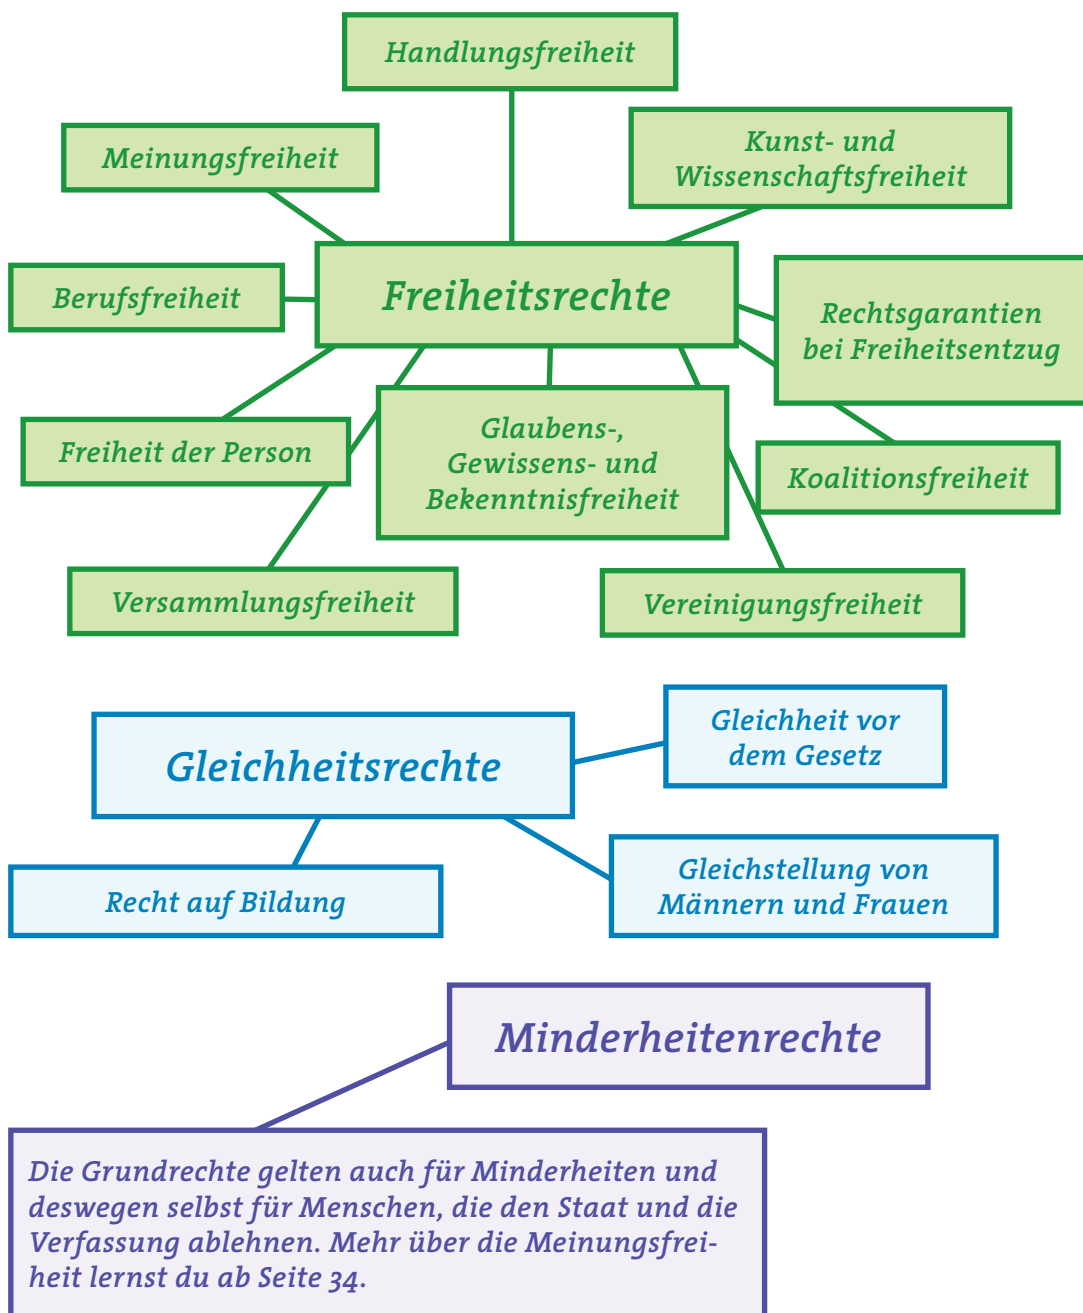 Handlungsfreiheit
Meinungsfreiheit
Kunst- und
Wissenschaftsfreiheit
Berufsfreiheit
Freiheitsrechte
Rechtsgarantien
bei Freiheitsentzug
Freiheit der Person
Glaubens-,
Gewissens- und
Bekenntnisfreiheit
Koalitionsfreiheit
Versammlungsfreiheit
Vereinigungsfreiheit
Gleichheitsrechte
Gleichheit vor
dem Gesetz
Recht auf Bildung
Gleichstellung von
Männern und Frauen
Minderheitenrechte
Die Grundrechte gelten auch für Minderheiten und
deswegen selbst für Menschen, die den Staat und die
Verfassung ablehnen. Mehr über die Meinungsfrei-
heit lernst du ab Seite 34.